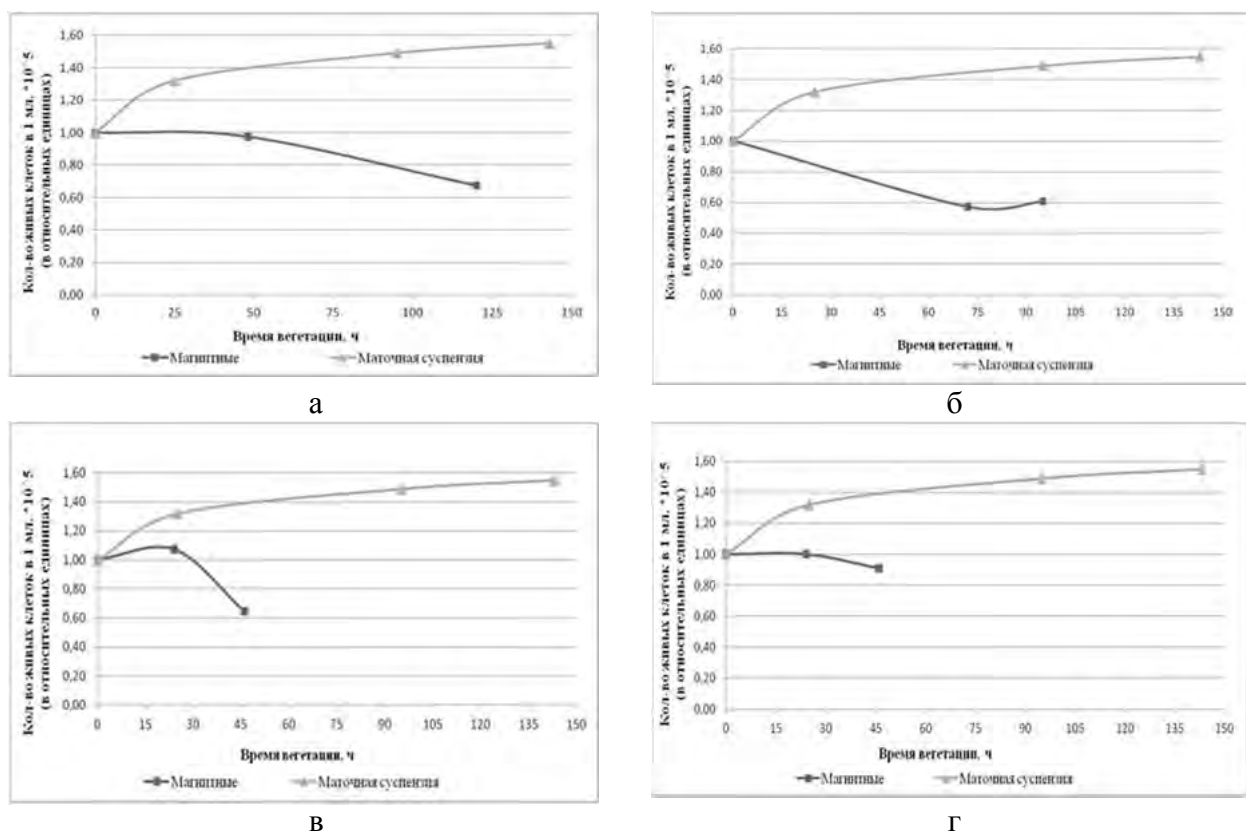 Кол-во живых клеток в 1 мл, *10^5
(в относительных единицах)
1,60
1,40
1,20
1,00
0,80
0,60
0,40
0,20
0,00
0 25 50 75 100 125 150
Время вегетации, ч
Магнитные Маточная суспензия
а
Кол-во живых клеток в 1 мл, *10^5
(в относительных единицах)
1,60
1,40
1,20
1,00
0,80
0,60
0,40
0,20
0,00
0 15 30 45 60 75 90 105 120 135 150
Время вегетации, ч
Магнитные Маточная суспензия
б
Кол-во живых клеток в 1 мл, *10^5
(в относительных единицах)
1,60
1,40
1,20
1,00
0,80
0,60
0,40
0,20
0,00
0 15 30 45 60 75 90 105 120 135 150
Время вегетации, ч
Магнитные Маточная суспензия
в
Кол-во живых клеток в 1 мл, *10^5
(в относительных единицах)
1,60
1,40
1,20
1,00
0,80
0,60
0,40
0,20
0,00
0 15 30 45 60 75 90 105 120 135 150
Время вегетации, ч
Магнитные Маточная суспензия
г